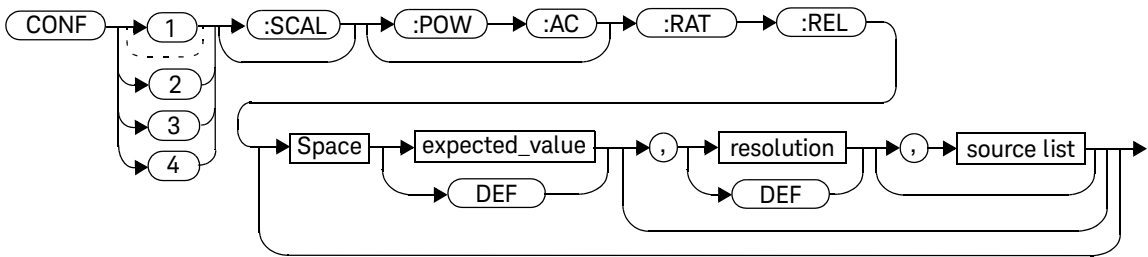 CONF 1 :SCAL :POW :AC :RAT :REL
2
3
4
Space expected_value , resolution , source list
DEF DEF